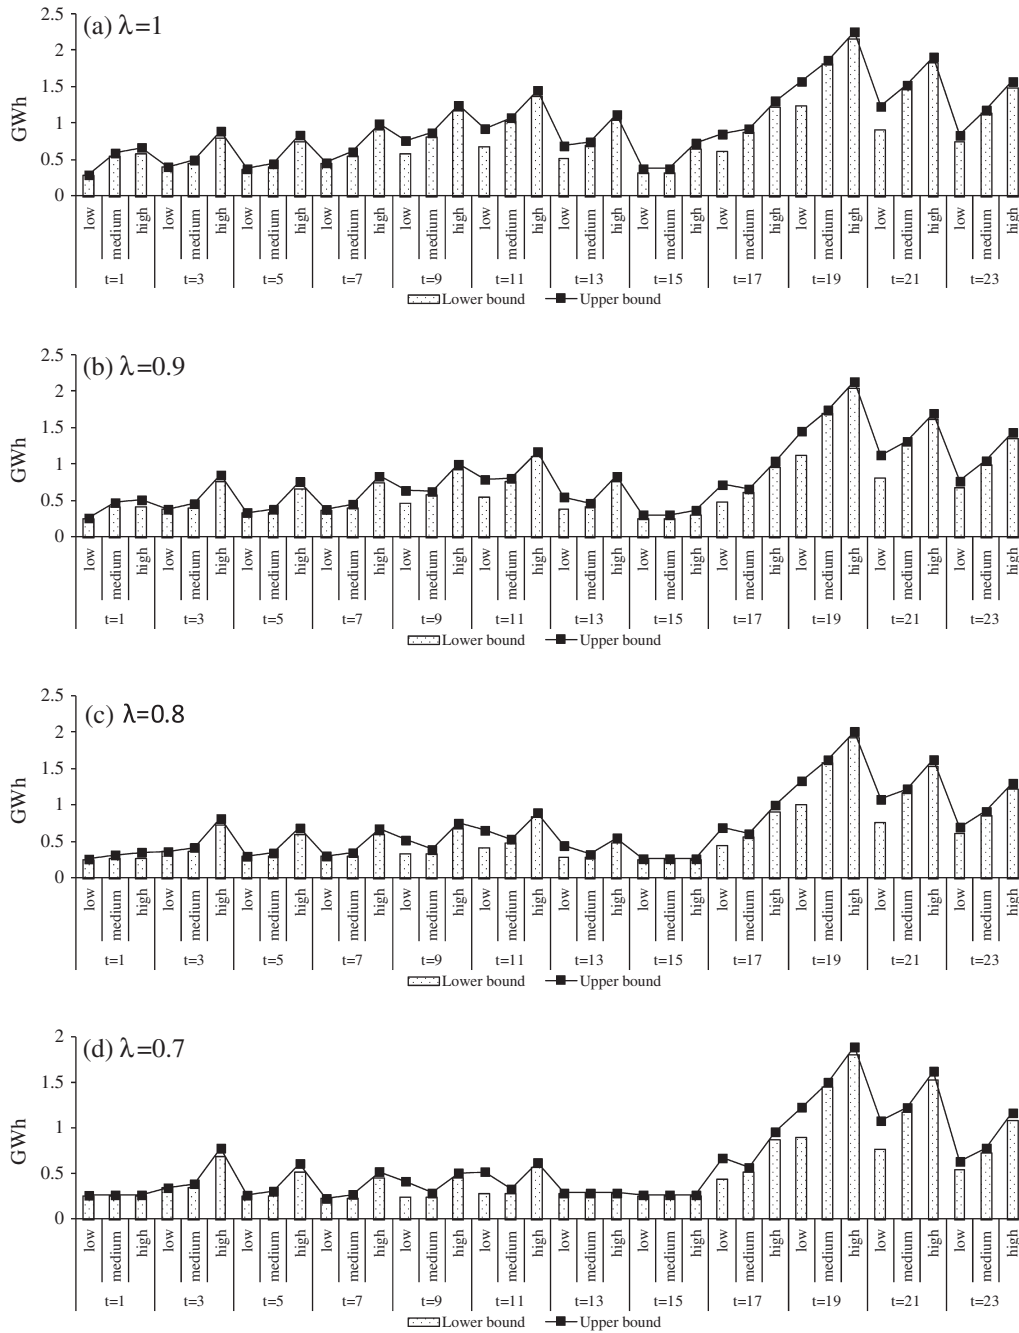 (a) λ=1
GWh
2.5
2
1.5
1
0.5
0
low medium high low medium high low medium high low medium high low medium high low medium high low medium high low medium high low medium high low medium high low medium high low medium high
t=1 t=3 t=5 t=7 t=9 t=11 t=13 t=15 t=17 t=19 t=21 t=23
Lower bound Upper bound
(b) λ=0.9
GWh
2.5
2
1.5
1
0.5
0
low medium high low medium high low medium high low medium high low medium high low medium high low medium high low medium high low medium high low medium high low medium high low medium high
t=1 t=3 t=5 t=7 t=9 t=11 t=13 t=15 t=17 t=19 t=21 t=23
Lower bound Upper bound
(c) λ=0.8
GWh
2.5
2
1.5
1
0.5
0
low medium high low medium high low medium high low medium high low medium high low medium high low medium high low medium high low medium high low medium high low medium high low medium high
t=1 t=3 t=5 t=7 t=9 t=11 t=13 t=15 t=17 t=19 t=21 t=23
Lower bound Upper bound
(d) λ=0.7
GWh
2
1.5
1
0.5
0
low medium high low medium high low medium high low medium high low medium high low medium high low medium high low medium high low medium high low medium high low medium high low medium high
t=1 t=3 t=5 t=7 t=9 t=11 t=13 t=15 t=17 t=19 t=21 t=23
Lower bound Upper bound